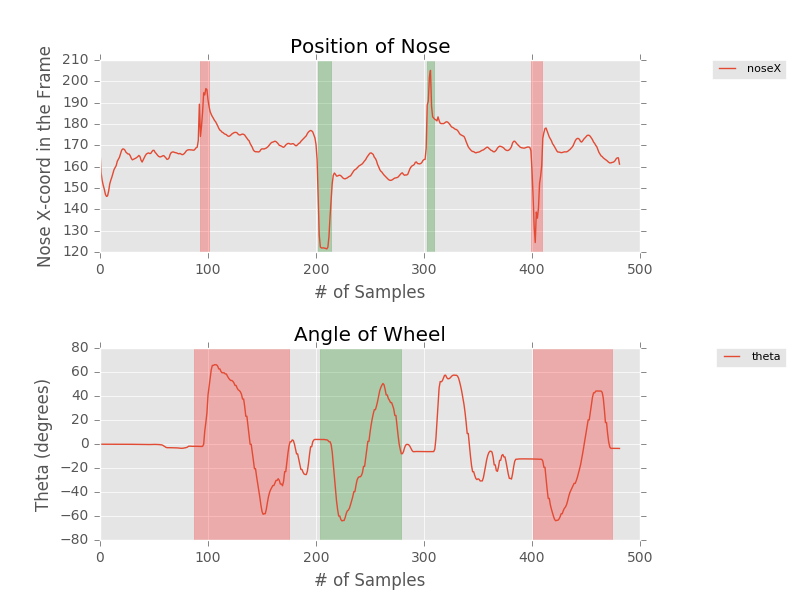 Position of Nose
Nose X-coord in the Frame
210
200
190
180
170
160
150
140
130
120
0 100 200 300 400 500
# of Samples
noseX
Angle of Wheel
Theta (degrees)
80
60
40
20
0
−20
−40
−60
−80
0 100 200 300 400 500
# of Samples
theta